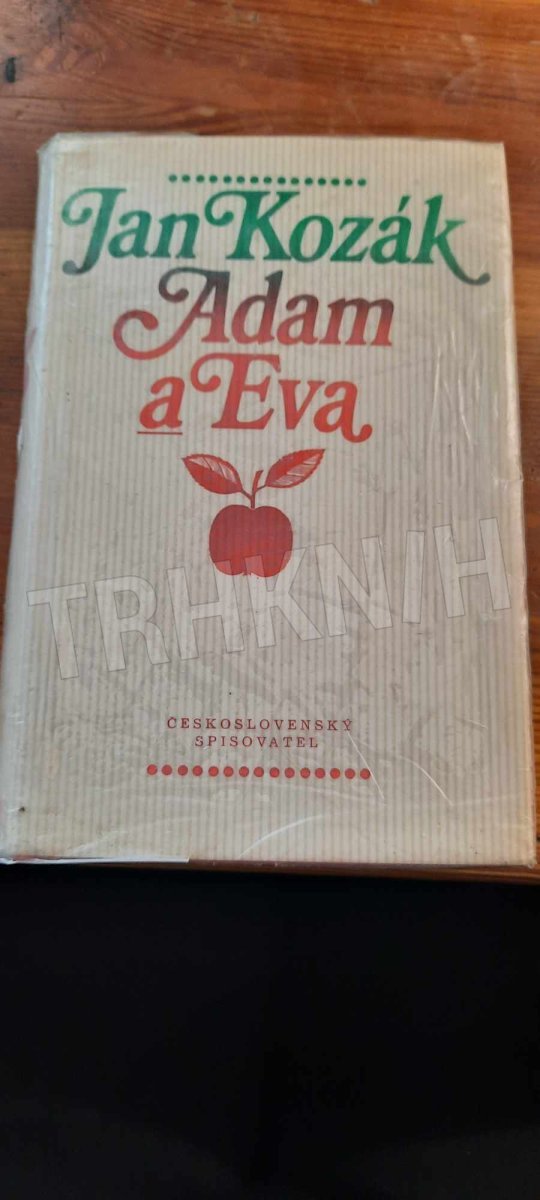 Jan Kozák
Adam
a Eva
TRHKNIH
ČESKOSLOVENSKÝ
SPISOVATEL